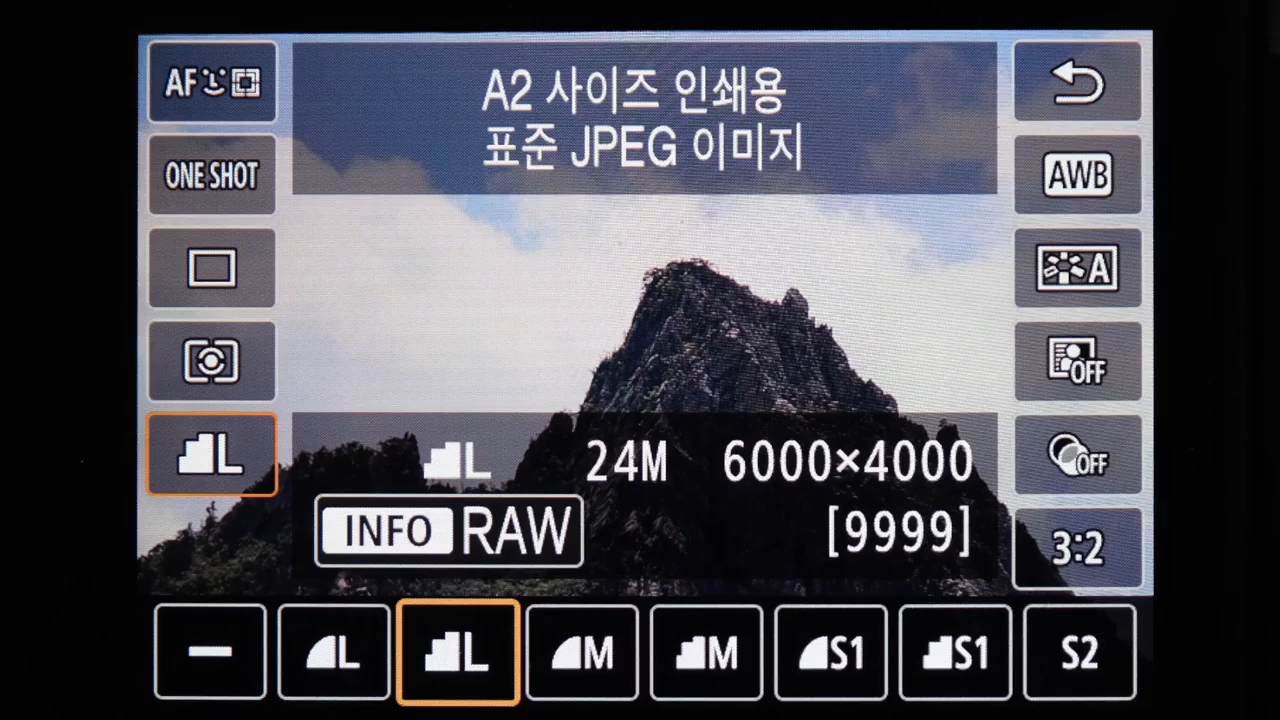 AF
A2 사이즈 인쇄용
표준 JPEG 이미지
ONE SHOT
AWB
A
OFF
L
L 24M 6000×4000
OFF
INFO RAW
[9999]
3:2
L
L
M
M
S1
S1
S2